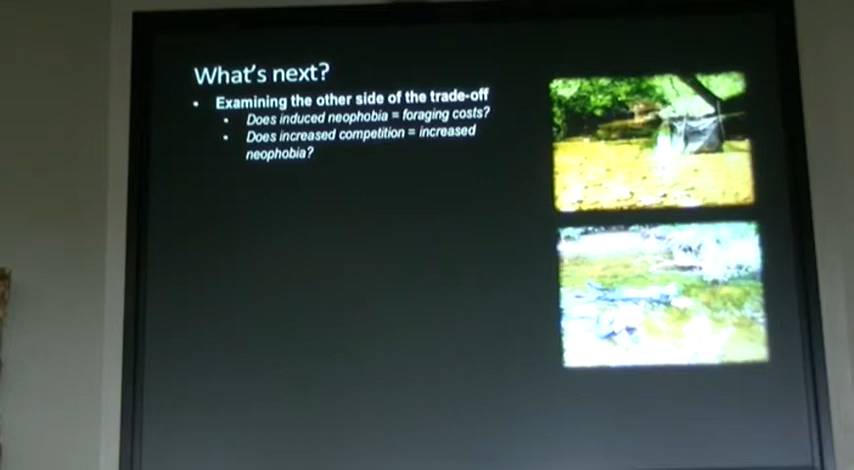 What's next?
• Examining the other side of the trade-off
• Does induced neophobia = foraging costs?
• Does increased competition = increased
neophobia?